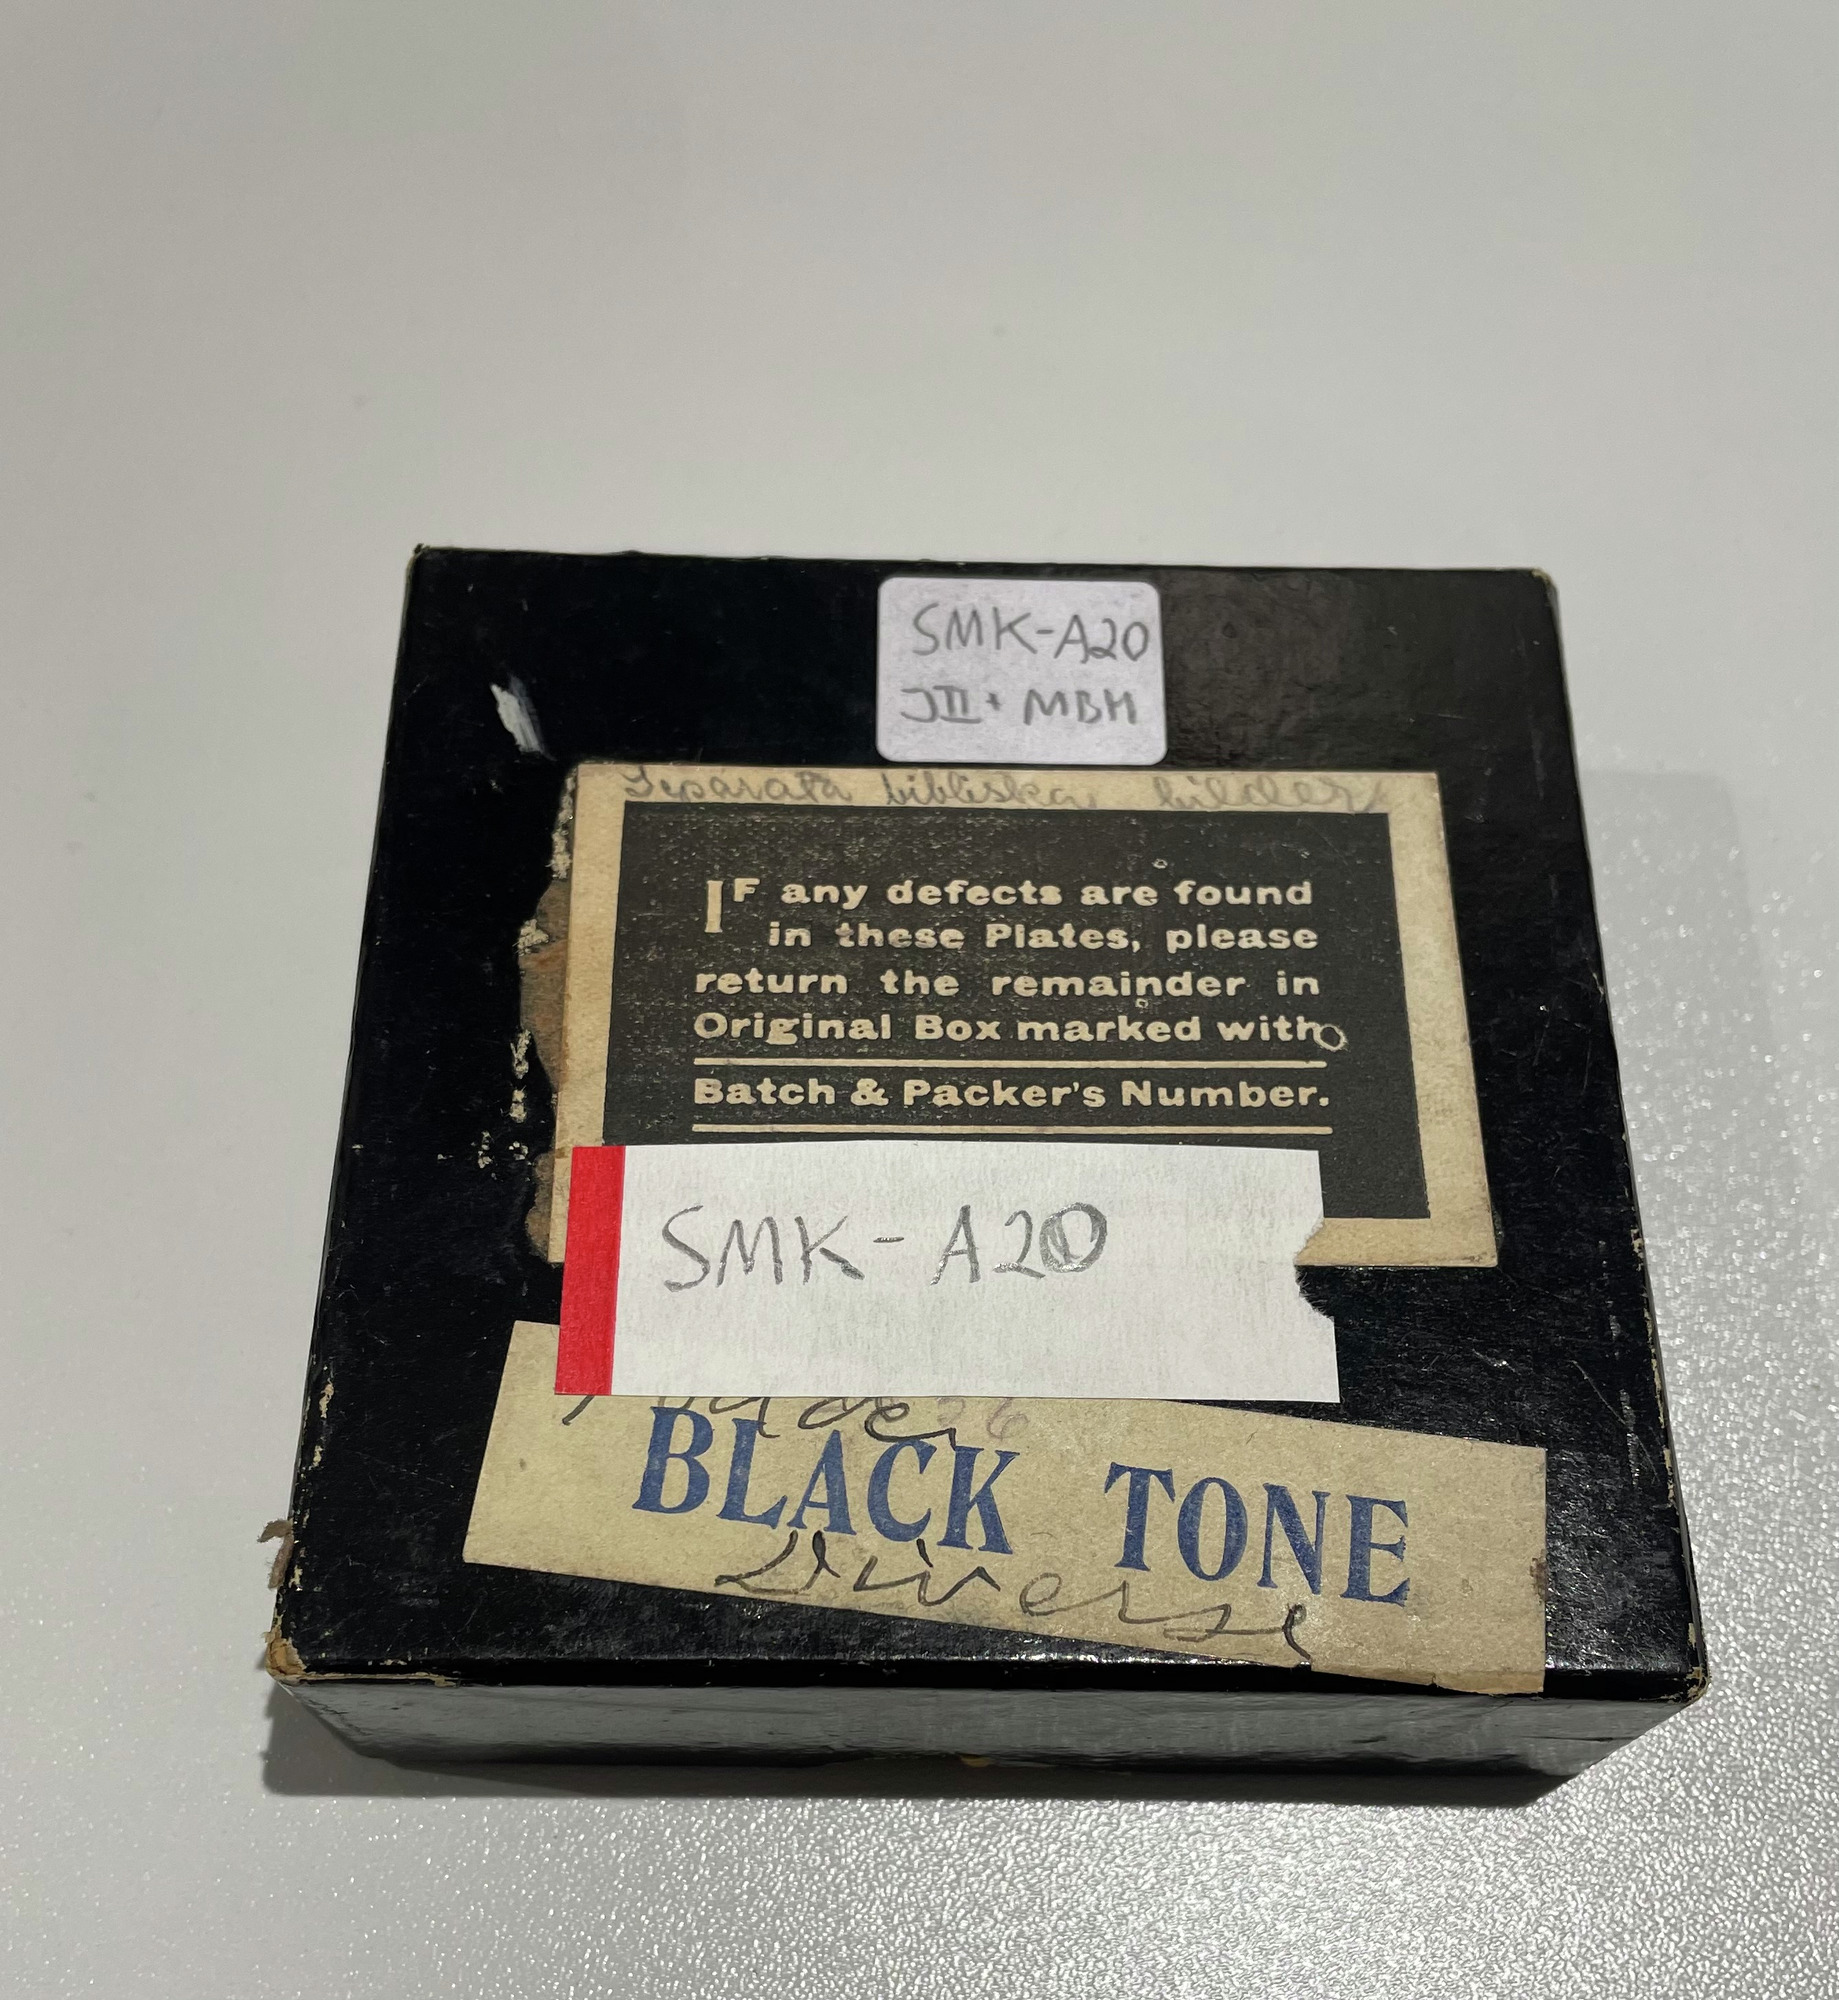 SMK-A20
JII+ MBH
Separata bibliska bilder
IF any defects are found
in these Plates, please
return the remainder in
Original Box marked with
Batch & Packer's Number.
SMK-A20
BLACK TONE
Diverse